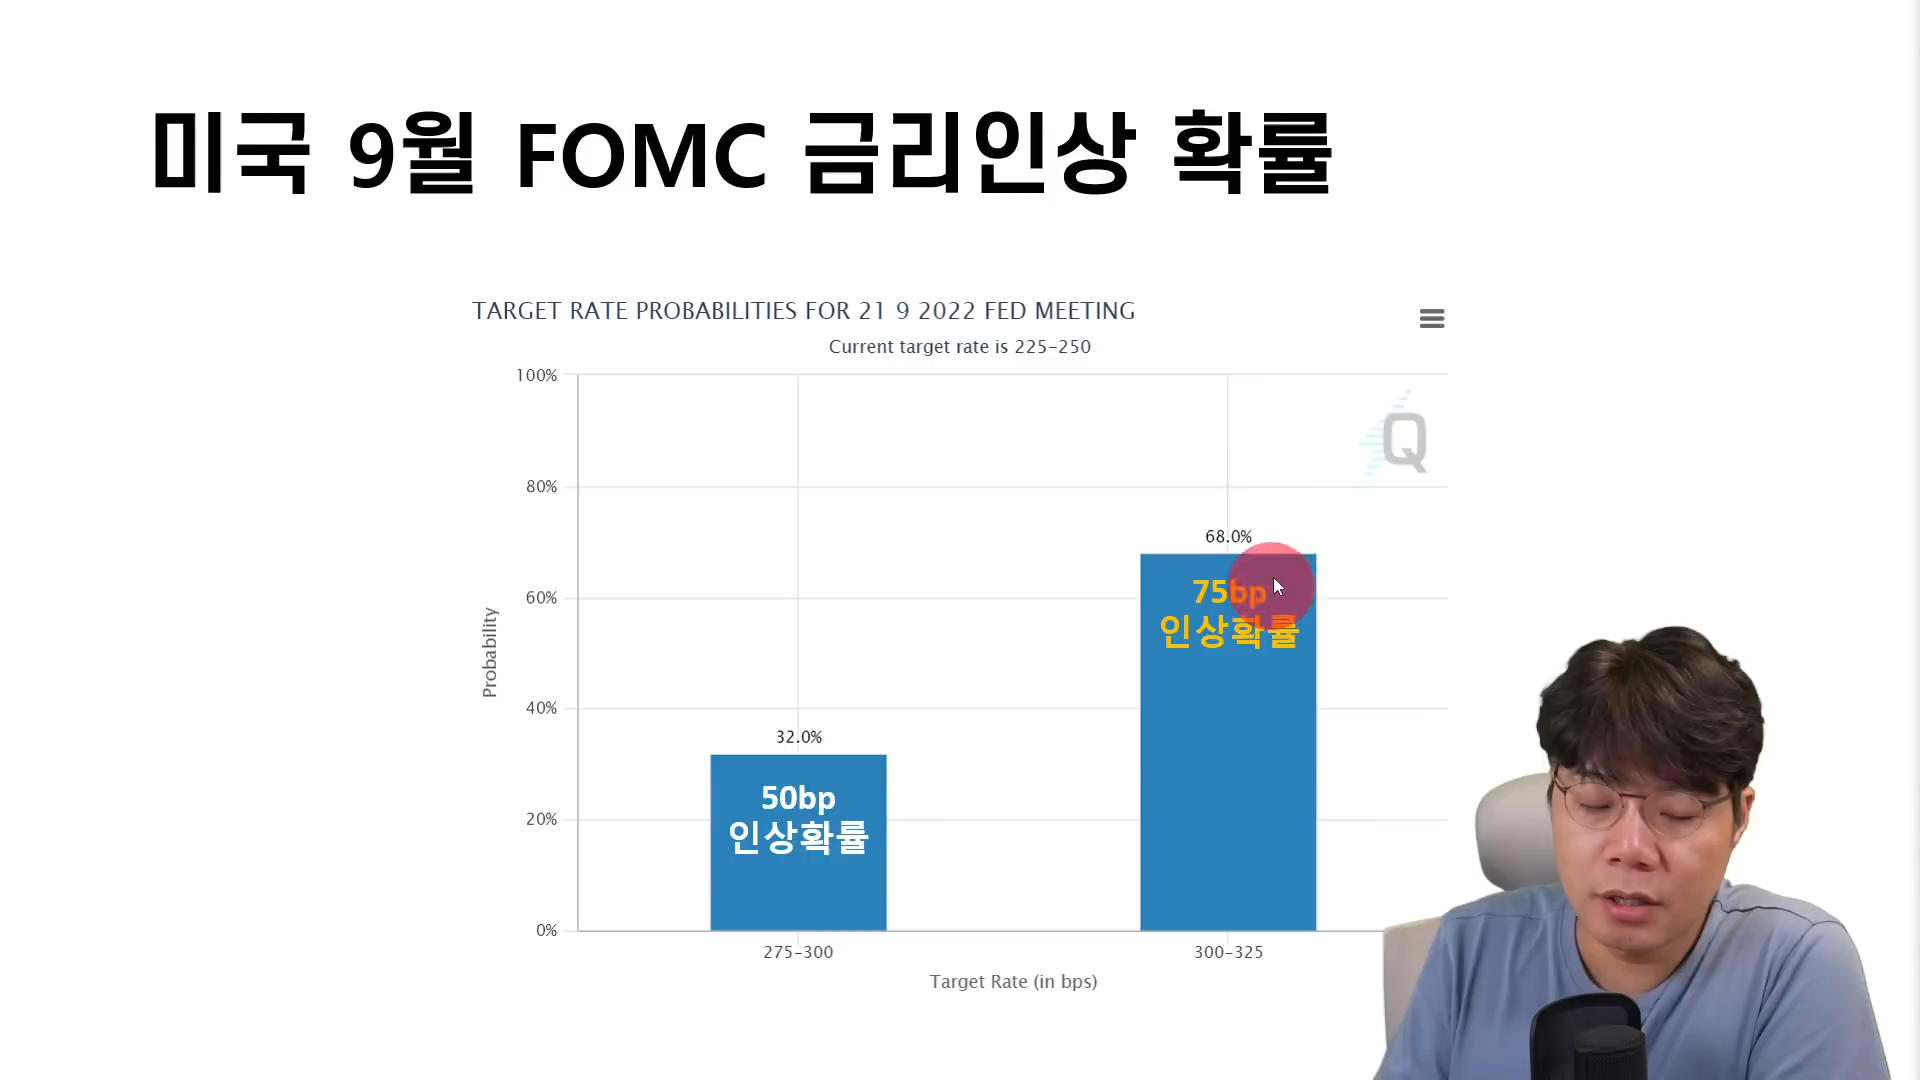 미국 9월 FOMC 금리인상 확률
TARGET RATE PROBABILITIES FOR 21 9 2022 FED MEETING
Current target rate is 225-250
100%
80%
60%
40%
20%
0%
Probability
Q
68.0%
75bp
인상확률
32.0%
50bp
인상확률
275-300
300-325
Target Rate (in bps)